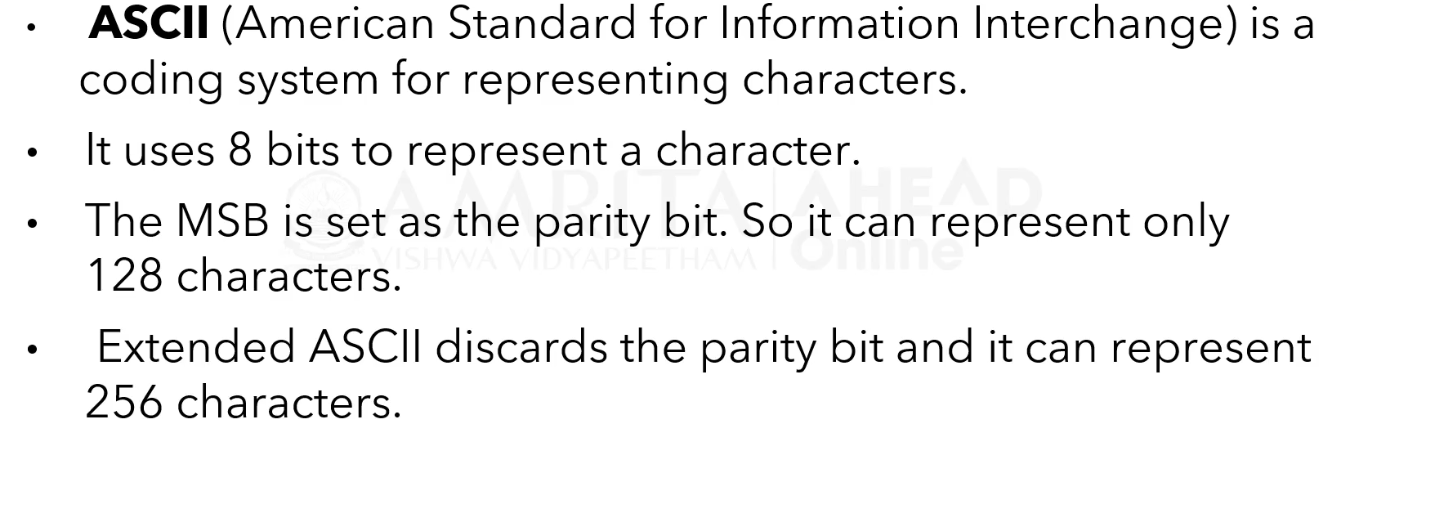 • ASCII (American Standard for Information Interchange) is a
coding system for representing characters.
• It uses 8 bits to represent a character.
• The MSB is set as the parity bit. So it can represent only
128 characters.
• Extended ASCII discards the parity bit and it can represent
256 characters.
AMRITA AHEAD
VISHWA VIDYAPEETHAM Online